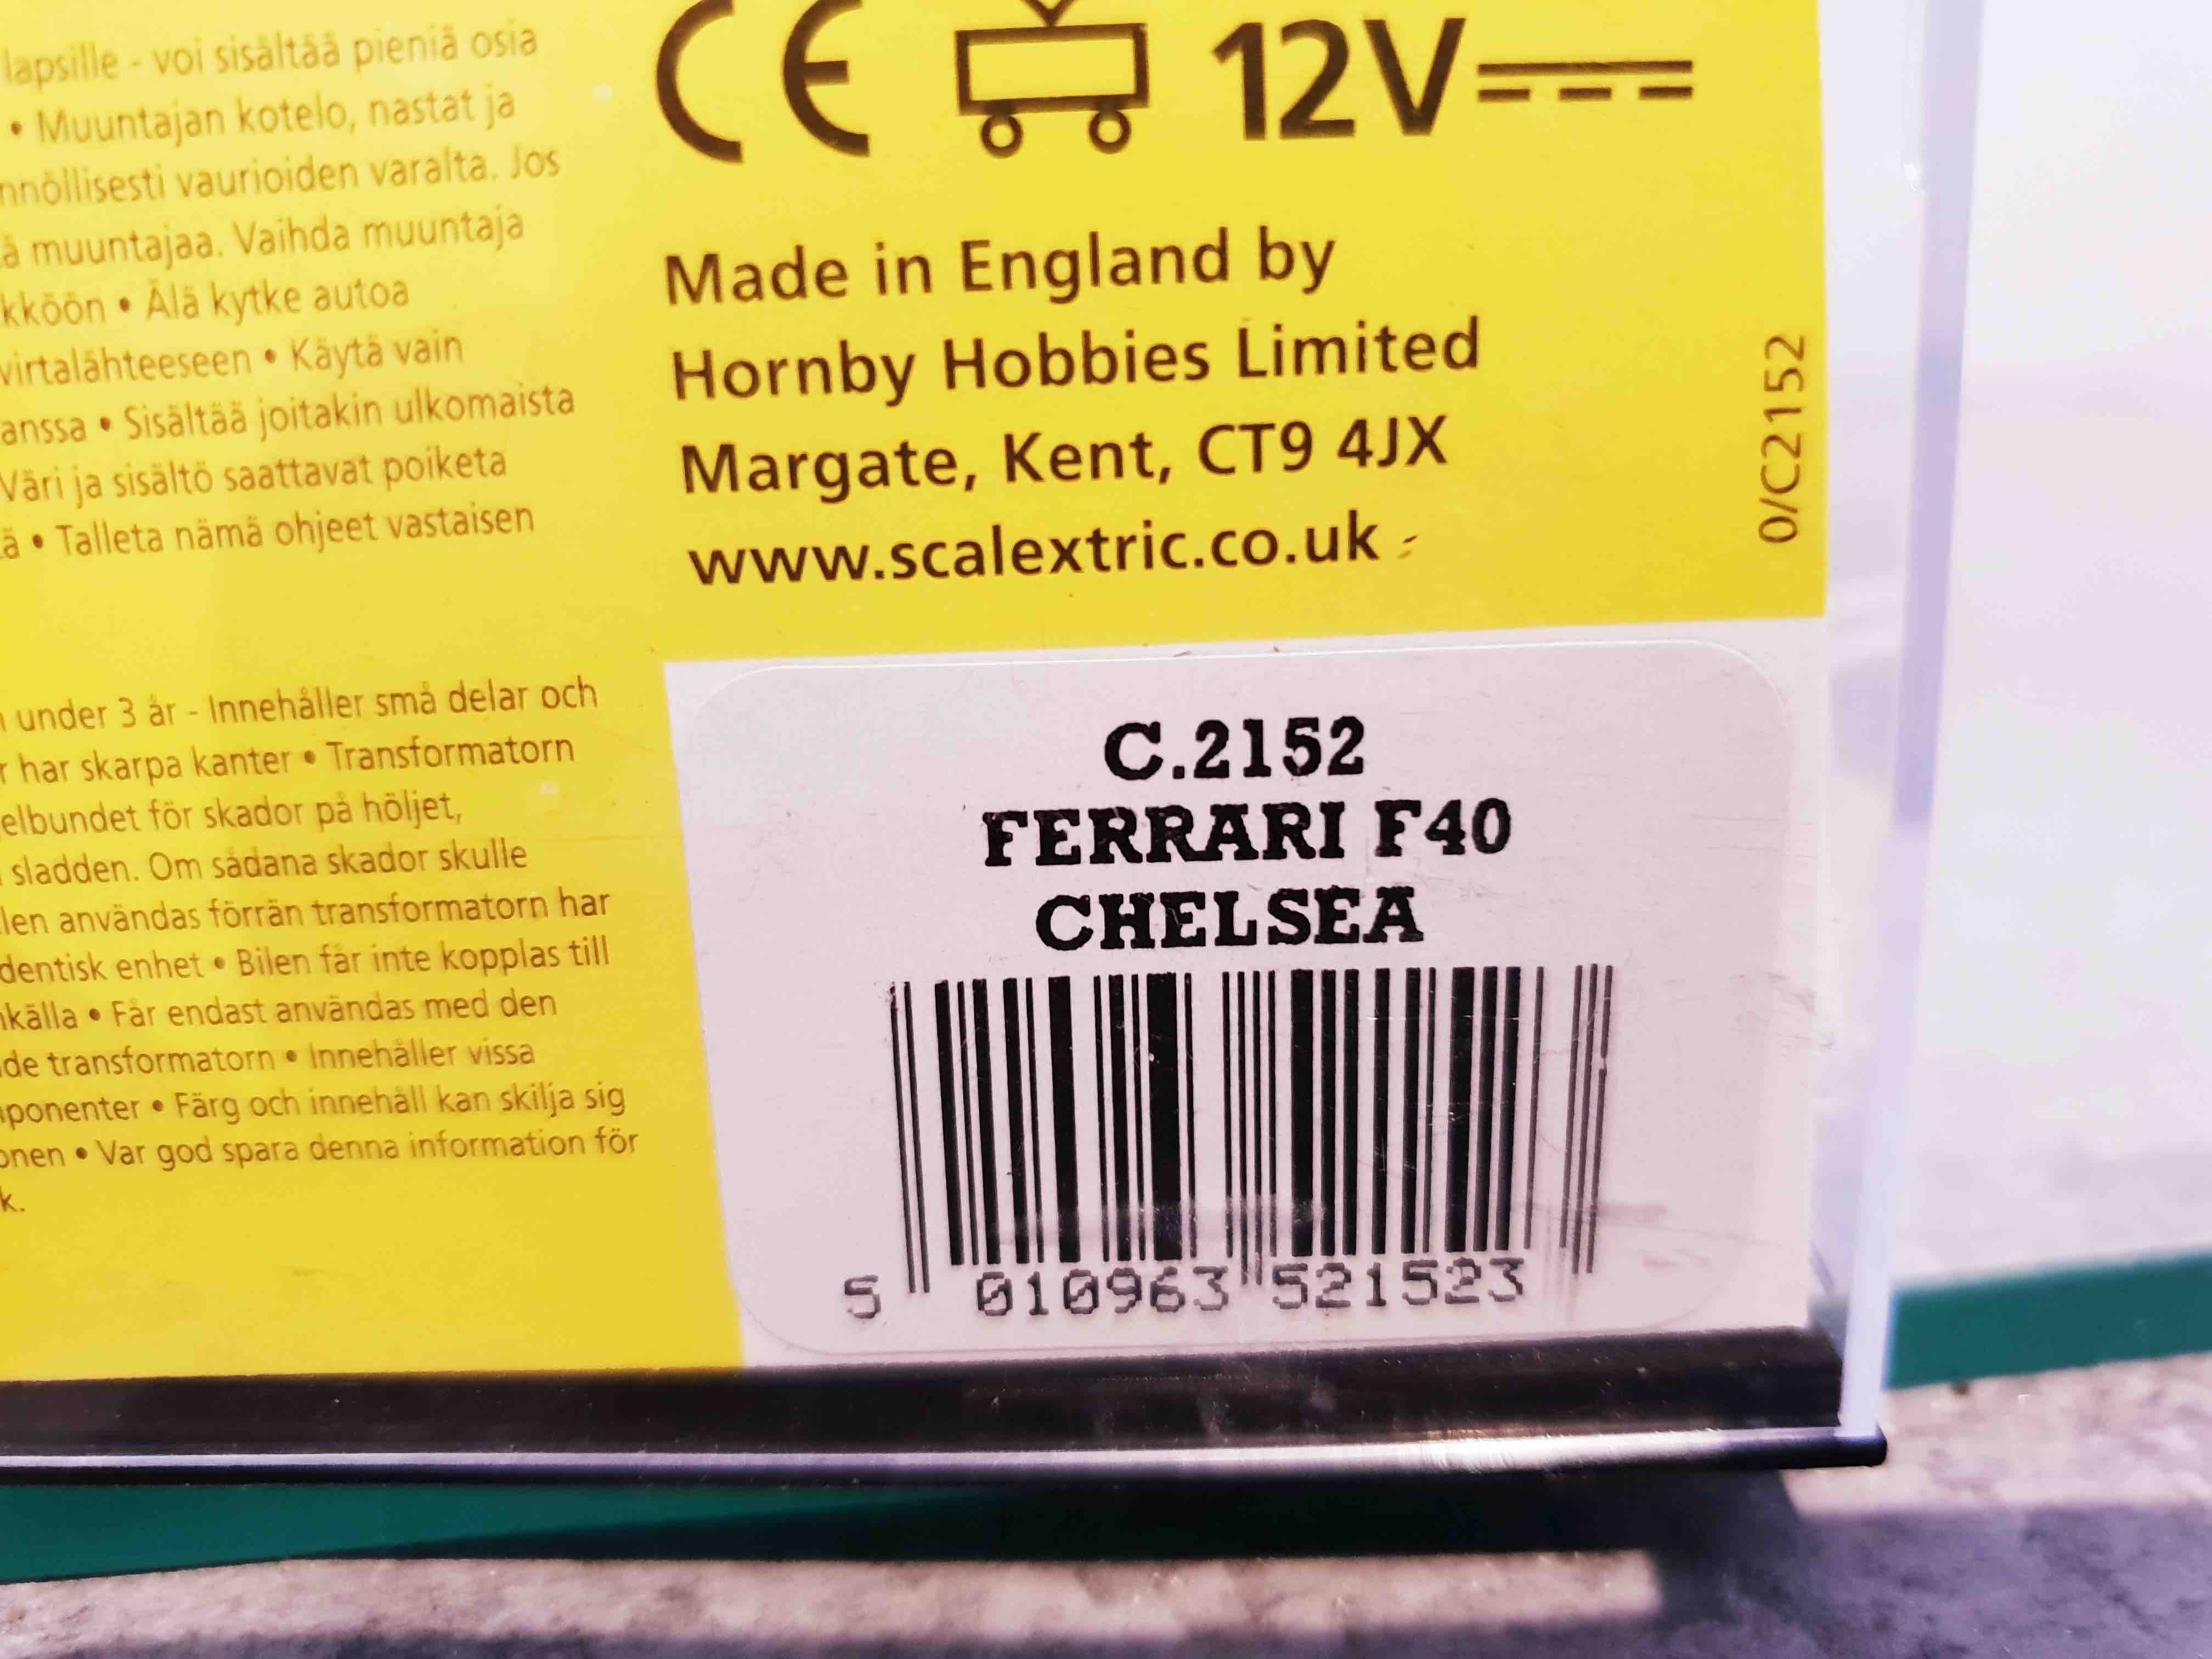 lapsille - voi sisältää pieniä osia
• Muuntajan kotelo, nastat ja
nnöllisesti vaurioiden varalta. Jos
ä muuntajaa. Vaihda muuntaja
kköön • Älä kytke autoa
virtalähteeseen • Käytä vain
anssa • Sisältää joitakin ulkomaista
Väri ja sisältö saattavat poiketa
ä • Talleta nämä ohjeet vastaisen
under 3 år - Innehåller små delar och
r har skarpa kanter • Transformatorn
elbundet för skador på höljet,
sladden. Om sådana skador skulle
len användas förrän transformatorn har
dentisk enhet • Bilen får inte kopplas till
källa • Får endast användas med den
de transformatorn • Innehåller vissa
ponenter • Färg och innehåll kan skilja sig
onen • Var god spara denna information för
k.
CE 12V
Made in England by
Hornby Hobbies Limited
Margate, Kent, CT9 4JX
www.scalextric.co.uk
0/C2152
C.2152
FERRARI F40
CHELSEA
5 010963 521523